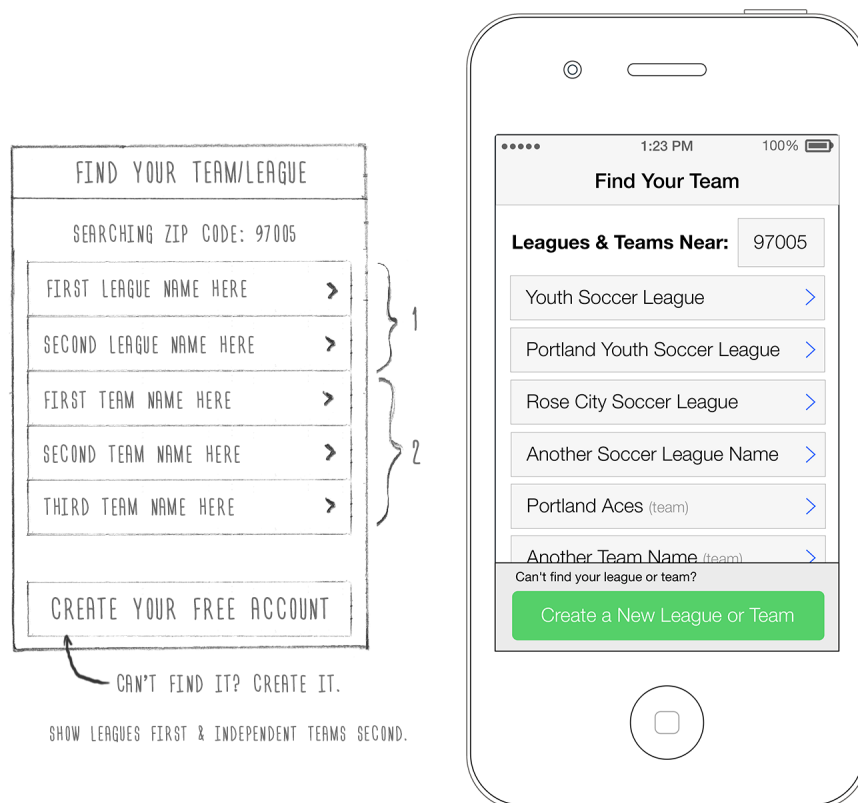 FIND YOUR TEAM/LEAGUE
SEARCHING ZIP CODE: 97005
FIRST LEAGUE NAME HERE
SECOND LEAGUE NAME HERE
1
FIRST TEAM NAME HERE
SECOND TEAM NAME HERE
2
THIRD TEAM NAME HERE
CREATE YOUR FREE ACCOUNT
CAN'T FIND IT? CREATE IT.
SHOW LEAGUES FIRST & INDEPENDENT TEAMS SECOND.
1:23 PM 100%
Find Your Team
Leagues & Teams Near: 97005
Youth Soccer League
Portland Youth Soccer League
Rose City Soccer League
Another Soccer League Name
Portland Aces (team)
Another Team Name (team)
Can't find your league or team?
Create a New League or Team